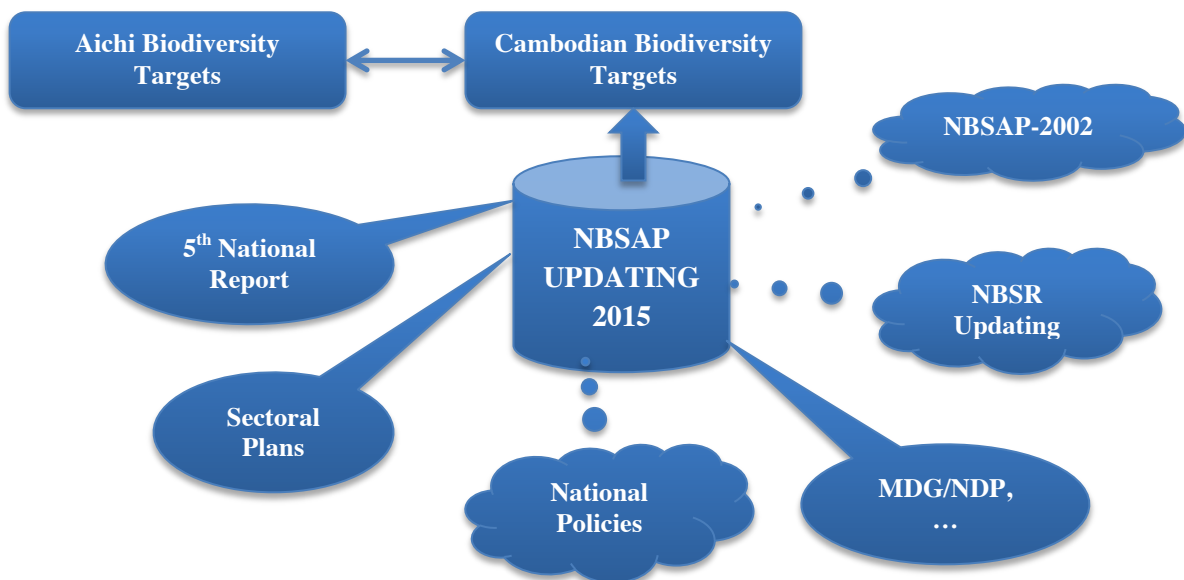 Aichi Biodiversity
Targets
Cambodian Biodiversity
Targets
NBSAP-2002
5th National
Report
NBSAP
UPDATING
2015
NBSR
Updating
Sectoral
Plans
National
Policies
MDG/NDP,
...